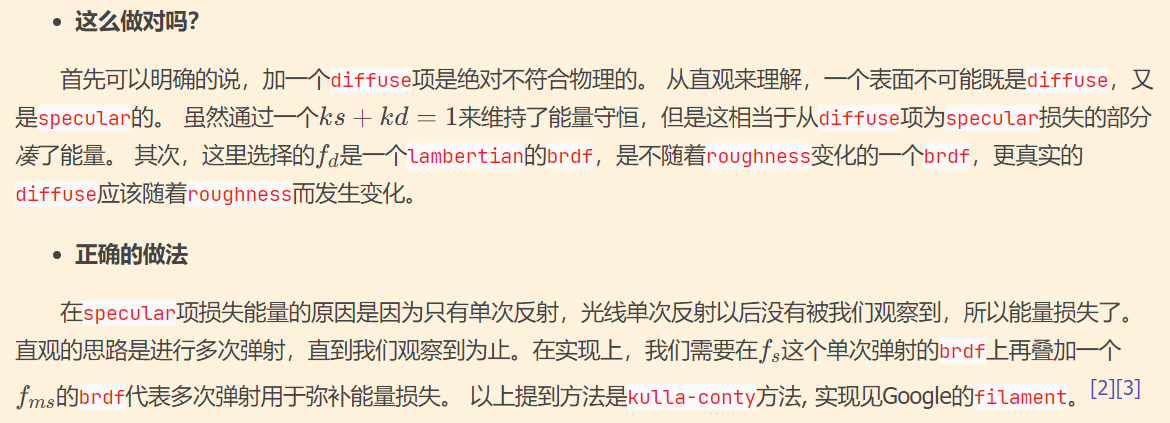 • 这么做对吗?
首先可以明确的说，加一个diffuse项是绝对不符合物理的。 从直观来理解，一个表面不可能既是diffuse，又
是specular的。 虽然通过一个ks + kd = 1来维持了能量守恒，但是这相当于从diffuse项为specular损失的部分
凑了能量。 其次，这里选择的f_d是一个lambertian的brdf，是不随着roughness变化的一个brdf，更真实的
diffuse应该随着roughness而发生变化。
• 正确的做法
在specular项损失能量的原因是因为只有单次反射，光线单次反射以后没有被我们观察到，所以能量损失了。
直观的思路是进行多次弹射，直到我们观察到为止。在实现上，我们需要在f_s这个单次弹射的brdf上再叠加一个
f_{ms}的brdf代表多次弹射用于弥补能量损失。 以上提到方法是kulla-conty方法, 实现见Google的filament。[2][3]